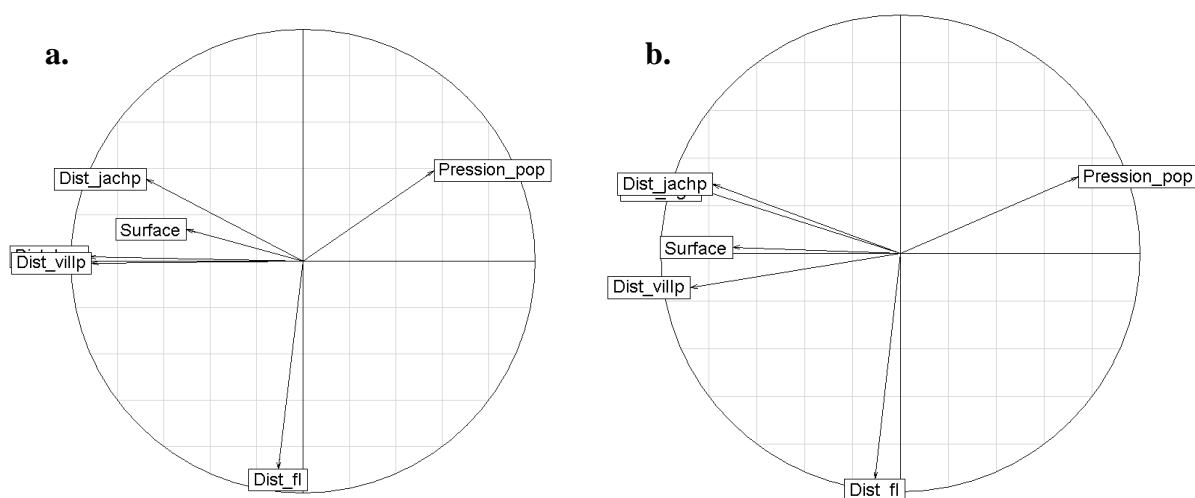 a.
Dist_jachp
Pression_pop
Surface
Dist_villp
Dist_fl
b.
Dist_jachp
Pression_pop
Surface
Dist_villp
Dist_fl